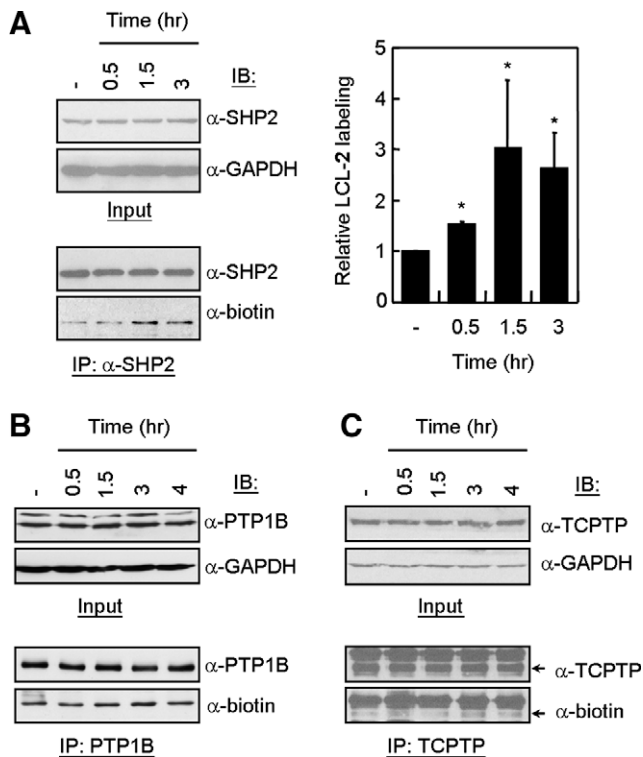 A
Time (hr)
- 0.5 1.5 3 IB:
α-SHP2
α-GAPDH
Input
α-SHP2
α-biotin
IP: α-SHP2
Relative LCL-2 labeling
5
4
3
2
1
0
* * *
- 0.5 1.5 3
Time (hr)
B
Time (hr)
- 0.5 1.5 3 4 IB:
α-PTP1B
α-GAPDH
Input
α-PTP1B
α-biotin
IP: PTP1B
C
Time (hr)
- 0.5 1.5 3 4 IB:
α-TCPTP
α-GAPDH
Input
α-TCPTP
α-biotin
IP: TCPTP